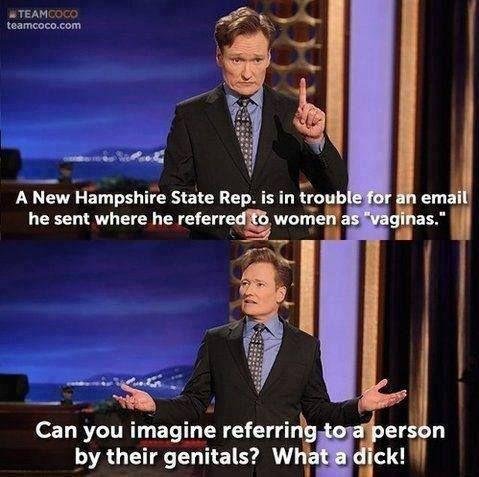 TEAMCOCO
teamcoco.com
A New Hampshire State Rep. is in trouble for an email
he sent where he referred to women as "vaginas."
Can you imagine referring to a person
by their genitals? What a dick!